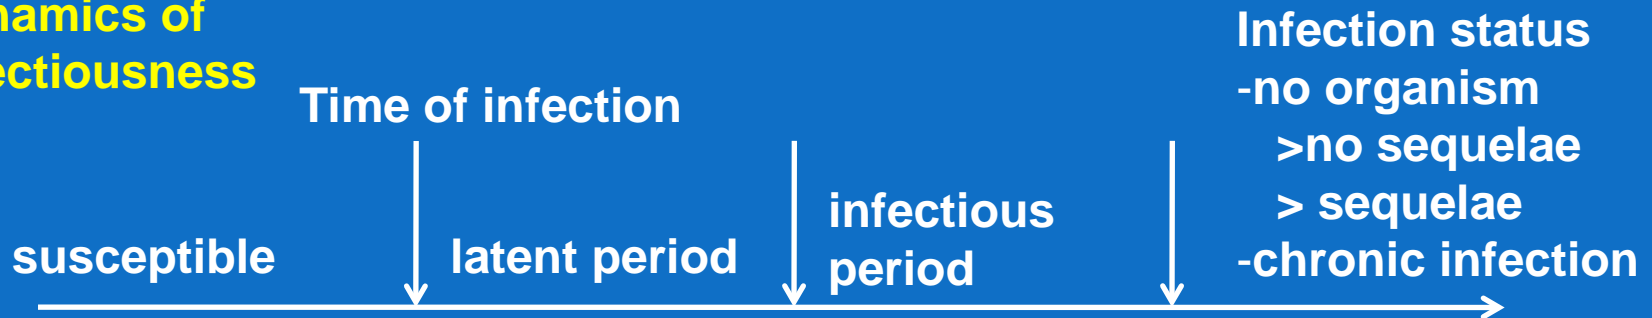 namics of
ectiousness
Time of infection
susceptible
latent period
infectious
period
Infection status
-no organism
>no sequelae
> sequelae
-chronic infection